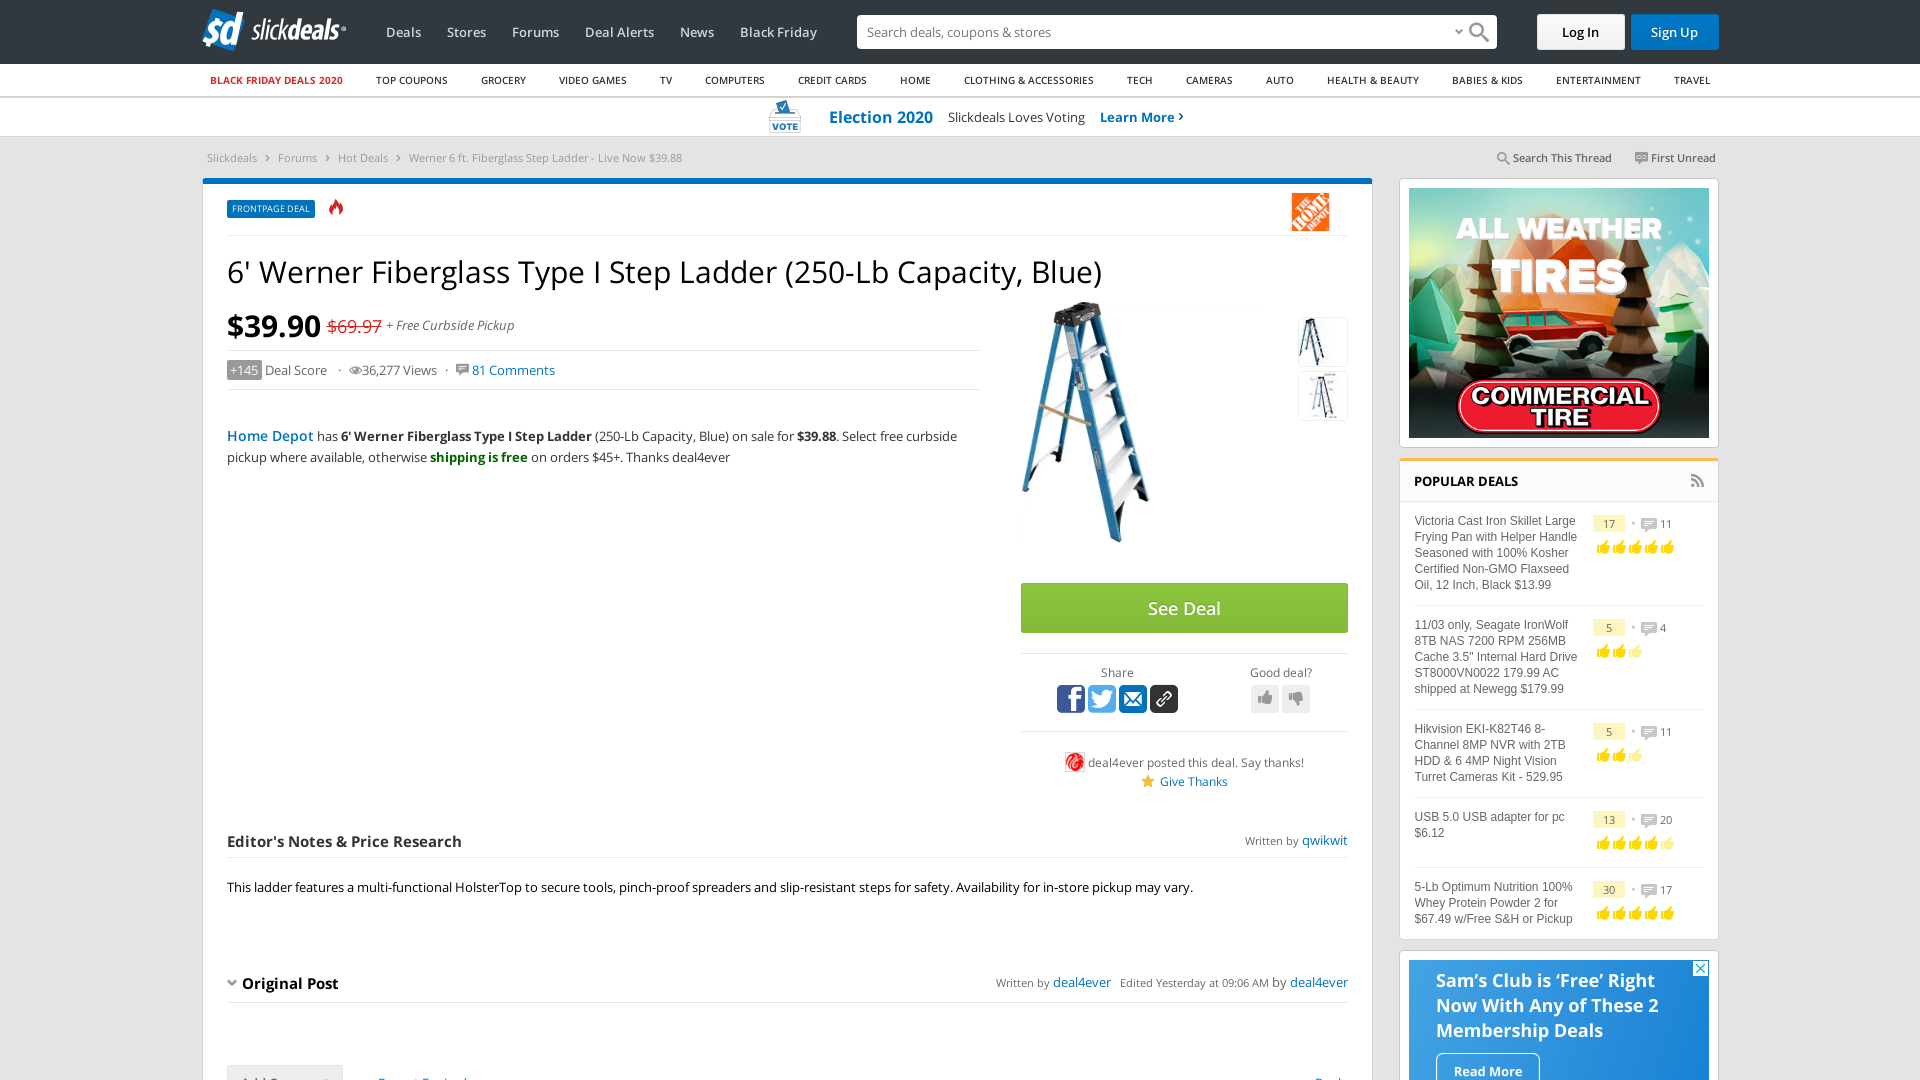 sd slickdeals
Deals Stores Forums Deal Alerts News Black Friday
Search deals, coupons & stores
Log In Sign Up
BLACK FRIDAY DEALS 2020 TOP COUPONS GROCERY VIDEO GAMES TV COMPUTERS CREDIT CARDS HOME CLOTHING & ACCESSORIES TECH CAMERAS AUTO HEALTH & BEAUTY BABIES & KIDS ENTERTAINMENT TRAVEL
VOTE Election 2020 Slickdeals Loves Voting Learn More
Slickdeals Forums Hot Deals Werner 6 ft. Fiberglass Step Ladder - Live Now $39.88
Search This Thread First Unread
FRONTPAGE DEAL
THE HOME DEPOT
6' Werner Fiberglass Type I Step Ladder (250-Lb Capacity, Blue)
$39.90 $69.97 + Free Curbside Pickup
+145 Deal Score · 36,277 Views · 81 Comments
Home Depot has 6' Werner Fiberglass Type I Step Ladder (250-Lb Capacity, Blue) on sale for $39.88. Select free curbside
pickup where available, otherwise shipping is free on orders $45+. Thanks deal4ever
See Deal
Share Good deal?
deal4ever posted this deal. Say thanks!
Give Thanks
Editor's Notes & Price Research
Written by qwikwit
This ladder features a multi-functional HolsterTop to secure tools, pinch-proof spreaders and slip-resistant steps for safety. Availability for in-store pickup may vary.
Original Post
Written by deal4ever Edited Yesterday at 09:06 AM by deal4ever
ALL WEATHER
TIRES
COMMERCIAL
TIRE
POPULAR DEALS
Victoria Cast Iron Skillet Large
Frying Pan with Helper Handle
Seasoned with 100% Kosher
Certified Non-GMO Flaxseed
Oil, 12 Inch, Black $13.99
17 • 11
11/03 only, Seagate IronWolf
8TB NAS 7200 RPM 256MB
Cache 3.5" Internal Hard Drive
ST8000VN0022 179.99 AC
shipped at Newegg $179.99
5 • 4
Hikvision EKI-K82T46 8-
Channel 8MP NVR with 2TB
HDD & 6 4MP Night Vision
Turret Cameras Kit - 529.95
5 • 11
USB 5.0 USB adapter for pc
$6.12
13 • 20
5-Lb Optimum Nutrition 100%
Whey Protein Powder 2 for
$67.49 w/Free S&H or Pickup
30 • 17
Sam's Club is 'Free' Right
Now With Any of These 2
Membership Deals
Read More